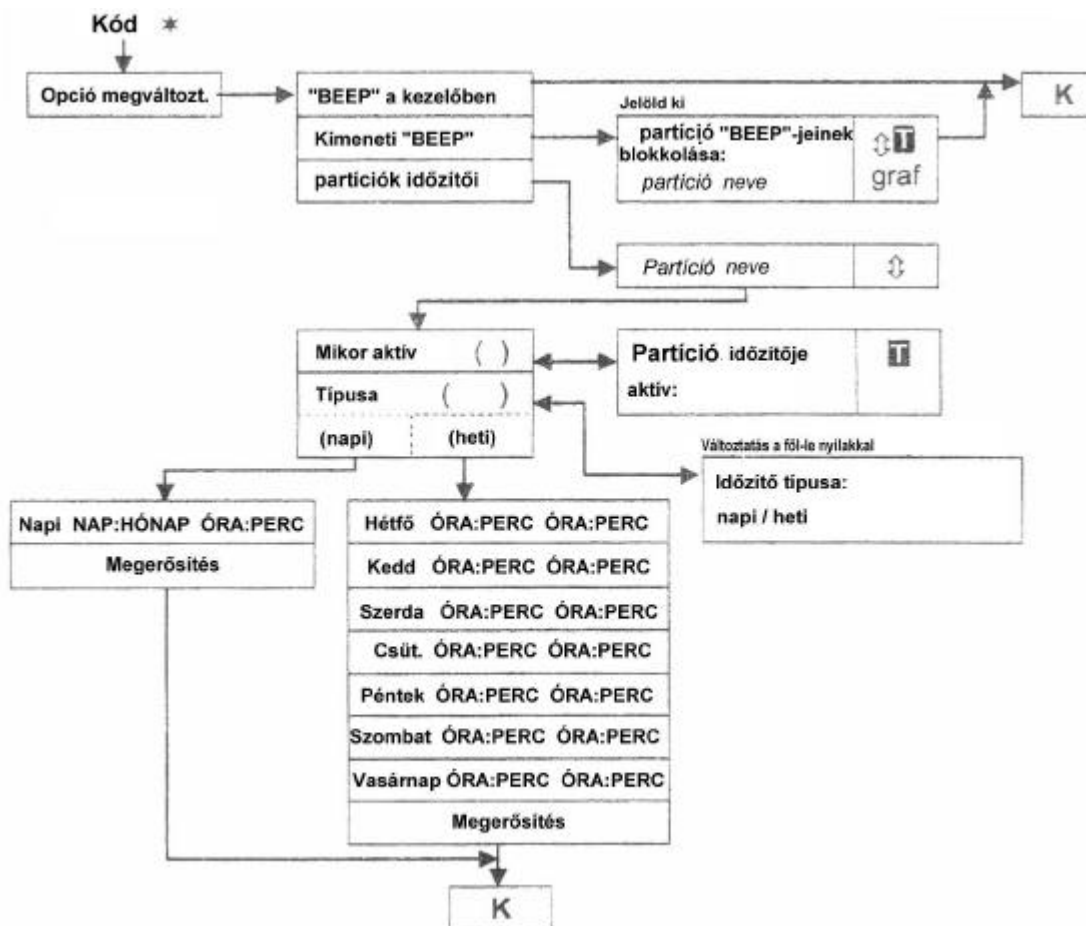 Kód *
Opció megváltozt.
"BEEP" a kezelőben
K
Kimeneti "BEEP"
partíciók időzítői
Jelöld ki
partíció "BEEP"-jeinek
blokkolása:
partíció neve
⇕ T
graf
Partíció neve
⇕
Mikor aktív ( )
Típusa ( )
(napi) (heti)
Partíció. időzítője
aktív:
T
Változtatás a föl-le nyilakkal
Időzítő típusa:
napi / heti
Napi NAP:HÓNAP ÓRA:PERC
Megerősítés
Hétfő ÓRA:PERC ÓRA:PERC
Kedd ÓRA:PERC ÓRA:PERC
Szerda ÓRA:PERC ÓRA:PERC
Csüt. ÓRA:PERC ÓRA:PERC
Péntek ÓRA:PERC ÓRA:PERC
Szombat ÓRA:PERC ÓRA:PERC
Vasárnap ÓRA:PERC ÓRA:PERC
Megerősítés
K